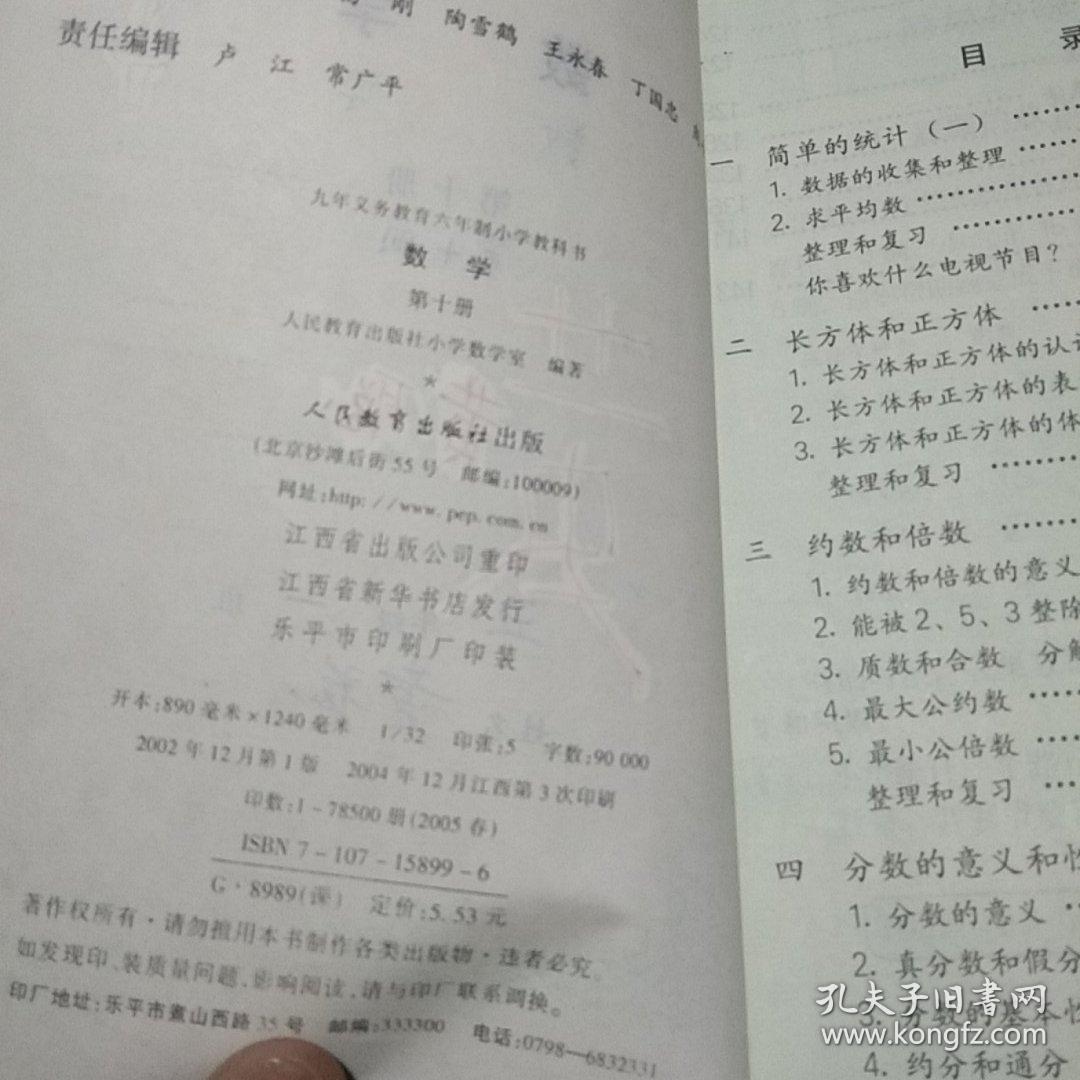 刚 陶雪鹤 王永春 丁国忠
责任编辑 卢 江 常广平
九年义务教育六年制小学教科书
数 学
第十册
人民教育出版社小学数学室 编著
*
人民教育出版社出版
(北京沙滩后街55号 邮编:100009)
网址:http://www.pep.com.cn
江西省出版公司重印
江西省新华书店发行
乐平市印刷厂印装
*
开本:890毫米×1240毫米 1/32 印张:5 字数:90 000
2002年12月第1版 2004年12月江西第3次印刷
印数:1-78500册(2005春)
ISBN 7-107-15899-6
G·8989(课) 定价:5.53元
著作权所有·请勿擅用本书制作各类出版物·违者必究。
如发现印、装质量问题,影响阅读,请与印厂联系调换。
印厂地址:乐平市翥山西路35号 邮编:333300 电话:0798—6832331
目 录
一 简单的统计(一) ………
1. 数据的收集和整理 ………
2. 求平均数 ………
整理和复习 ………
你喜欢什么电视节目?
二 长方体和正方体 ………
1. 长方体和正方体的认
2. 长方体和正方体的表
3. 长方体和正方体的体
整理和复习 ………
三 约数和倍数 ………
1. 约数和倍数的意义
2. 能被2、5、3整除
3. 质数和合数 分解
4. 最大公约数 ………
5. 最小公倍数 ………
整理和复习 ………
四 分数的意义和性
1. 分数的意义 ………
2. 真分数和假分
3. 分数的基本性
4. 约分和通分
孔夫子旧书网
www.kongfz.com